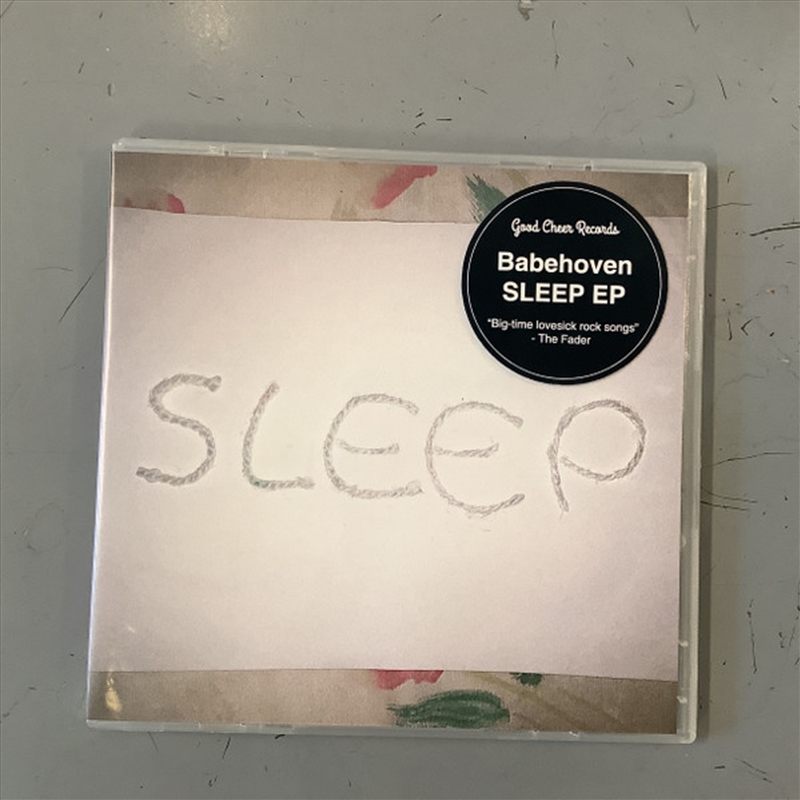 Good Cheer Records
Babehoven
SLEEP EP
"Big-time lovesick rock songs"
- The Fader
SLEEP